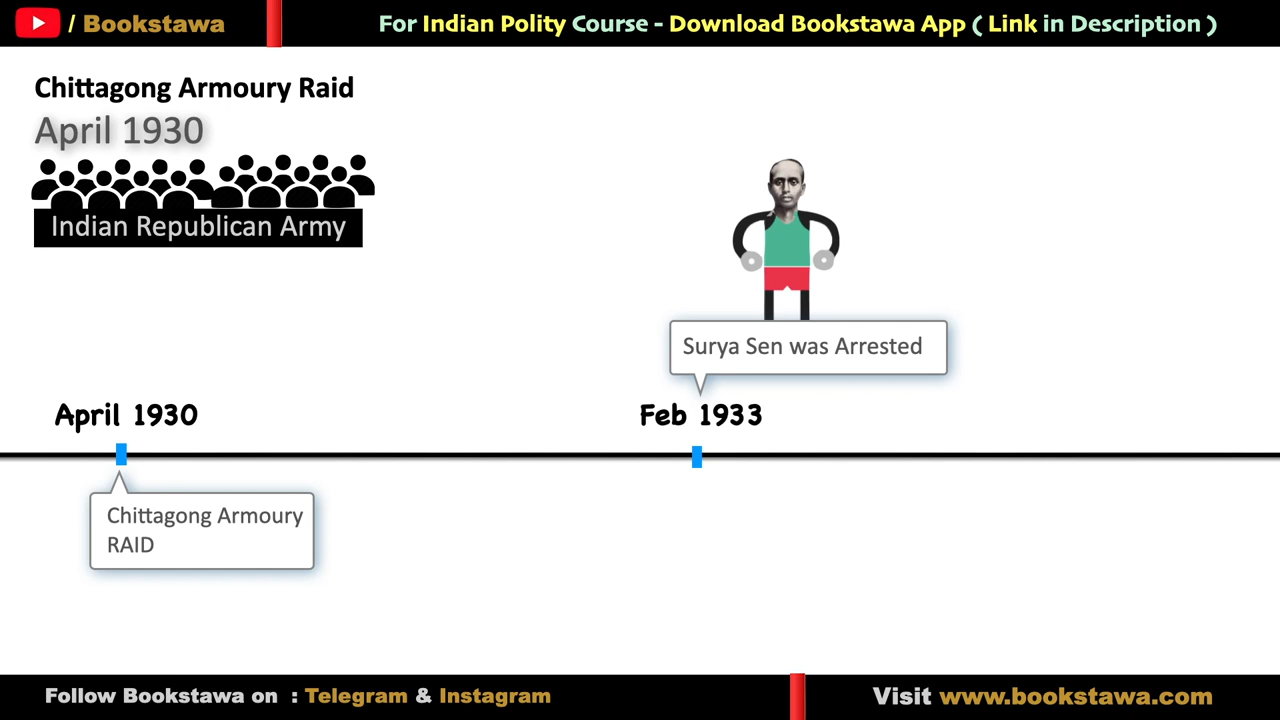 / Bookstawa
For Indian Polity Course - Download Bookstawa App ( Link in Description )
Chittagong Armoury Raid
April 1930
Indian Republican Army
Surya Sen was Arrested
April 1930
Feb 1933
Chittagong Armoury
RAID
Follow Bookstawa on : Telegram & Instagram
Visit www.bookstawa.com